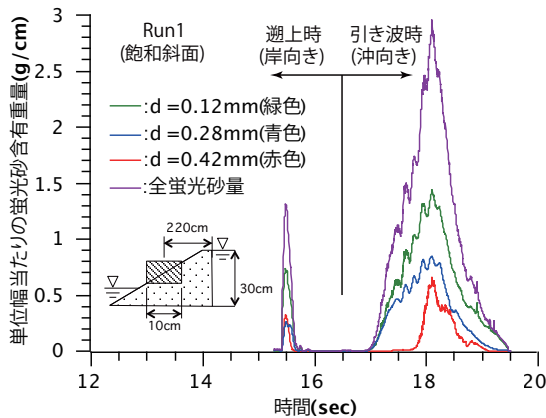 単位幅当たりの蛍光砂含有重量(g/cm)
3
2.5
2
1.5
1
0.5
0
Run1
(飽和斜面)
遡上時
(岸向き)
引き波時
(沖向き)
:d =0.12mm(緑色)
:d =0.28mm(青色)
:d =0.42mm(赤色)
:全蛍光砂量
220cm
30cm
10cm
12
14
16
18
20
時間(sec)